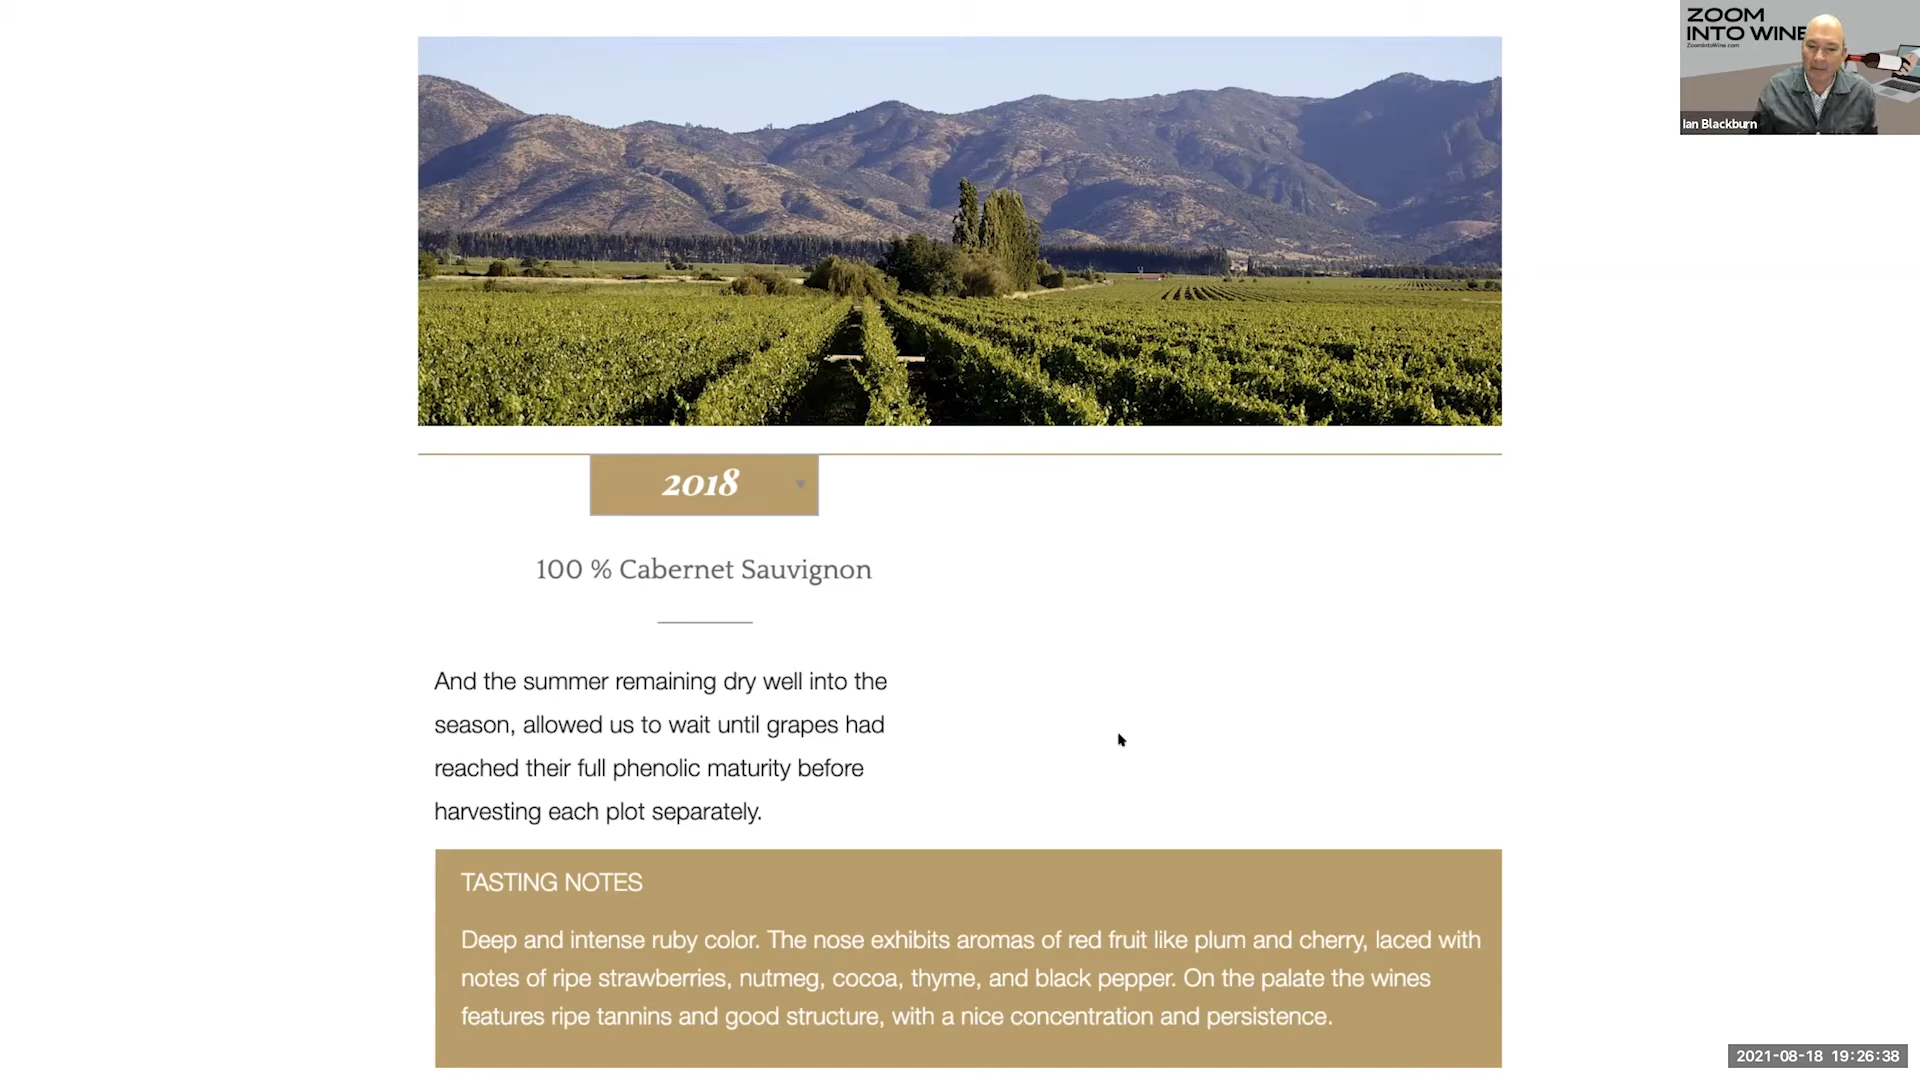 ZOOM
INTO WINE
ZoomIntoWine.com
Ian Blackburn
2018
100 % Cabernet Sauvignon
And the summer remaining dry well into the
season, allowed us to wait until grapes had
reached their full phenolic maturity before
harvesting each plot separately.
TASTING NOTES
Deep and intense ruby color. The nose exhibits aromas of red fruit like plum and cherry, laced with
notes of ripe strawberries, nutmeg, cocoa, thyme, and black pepper. On the palate the wines
features ripe tannins and good structure, with a nice concentration and persistence.
2021-08-18 19:26:38